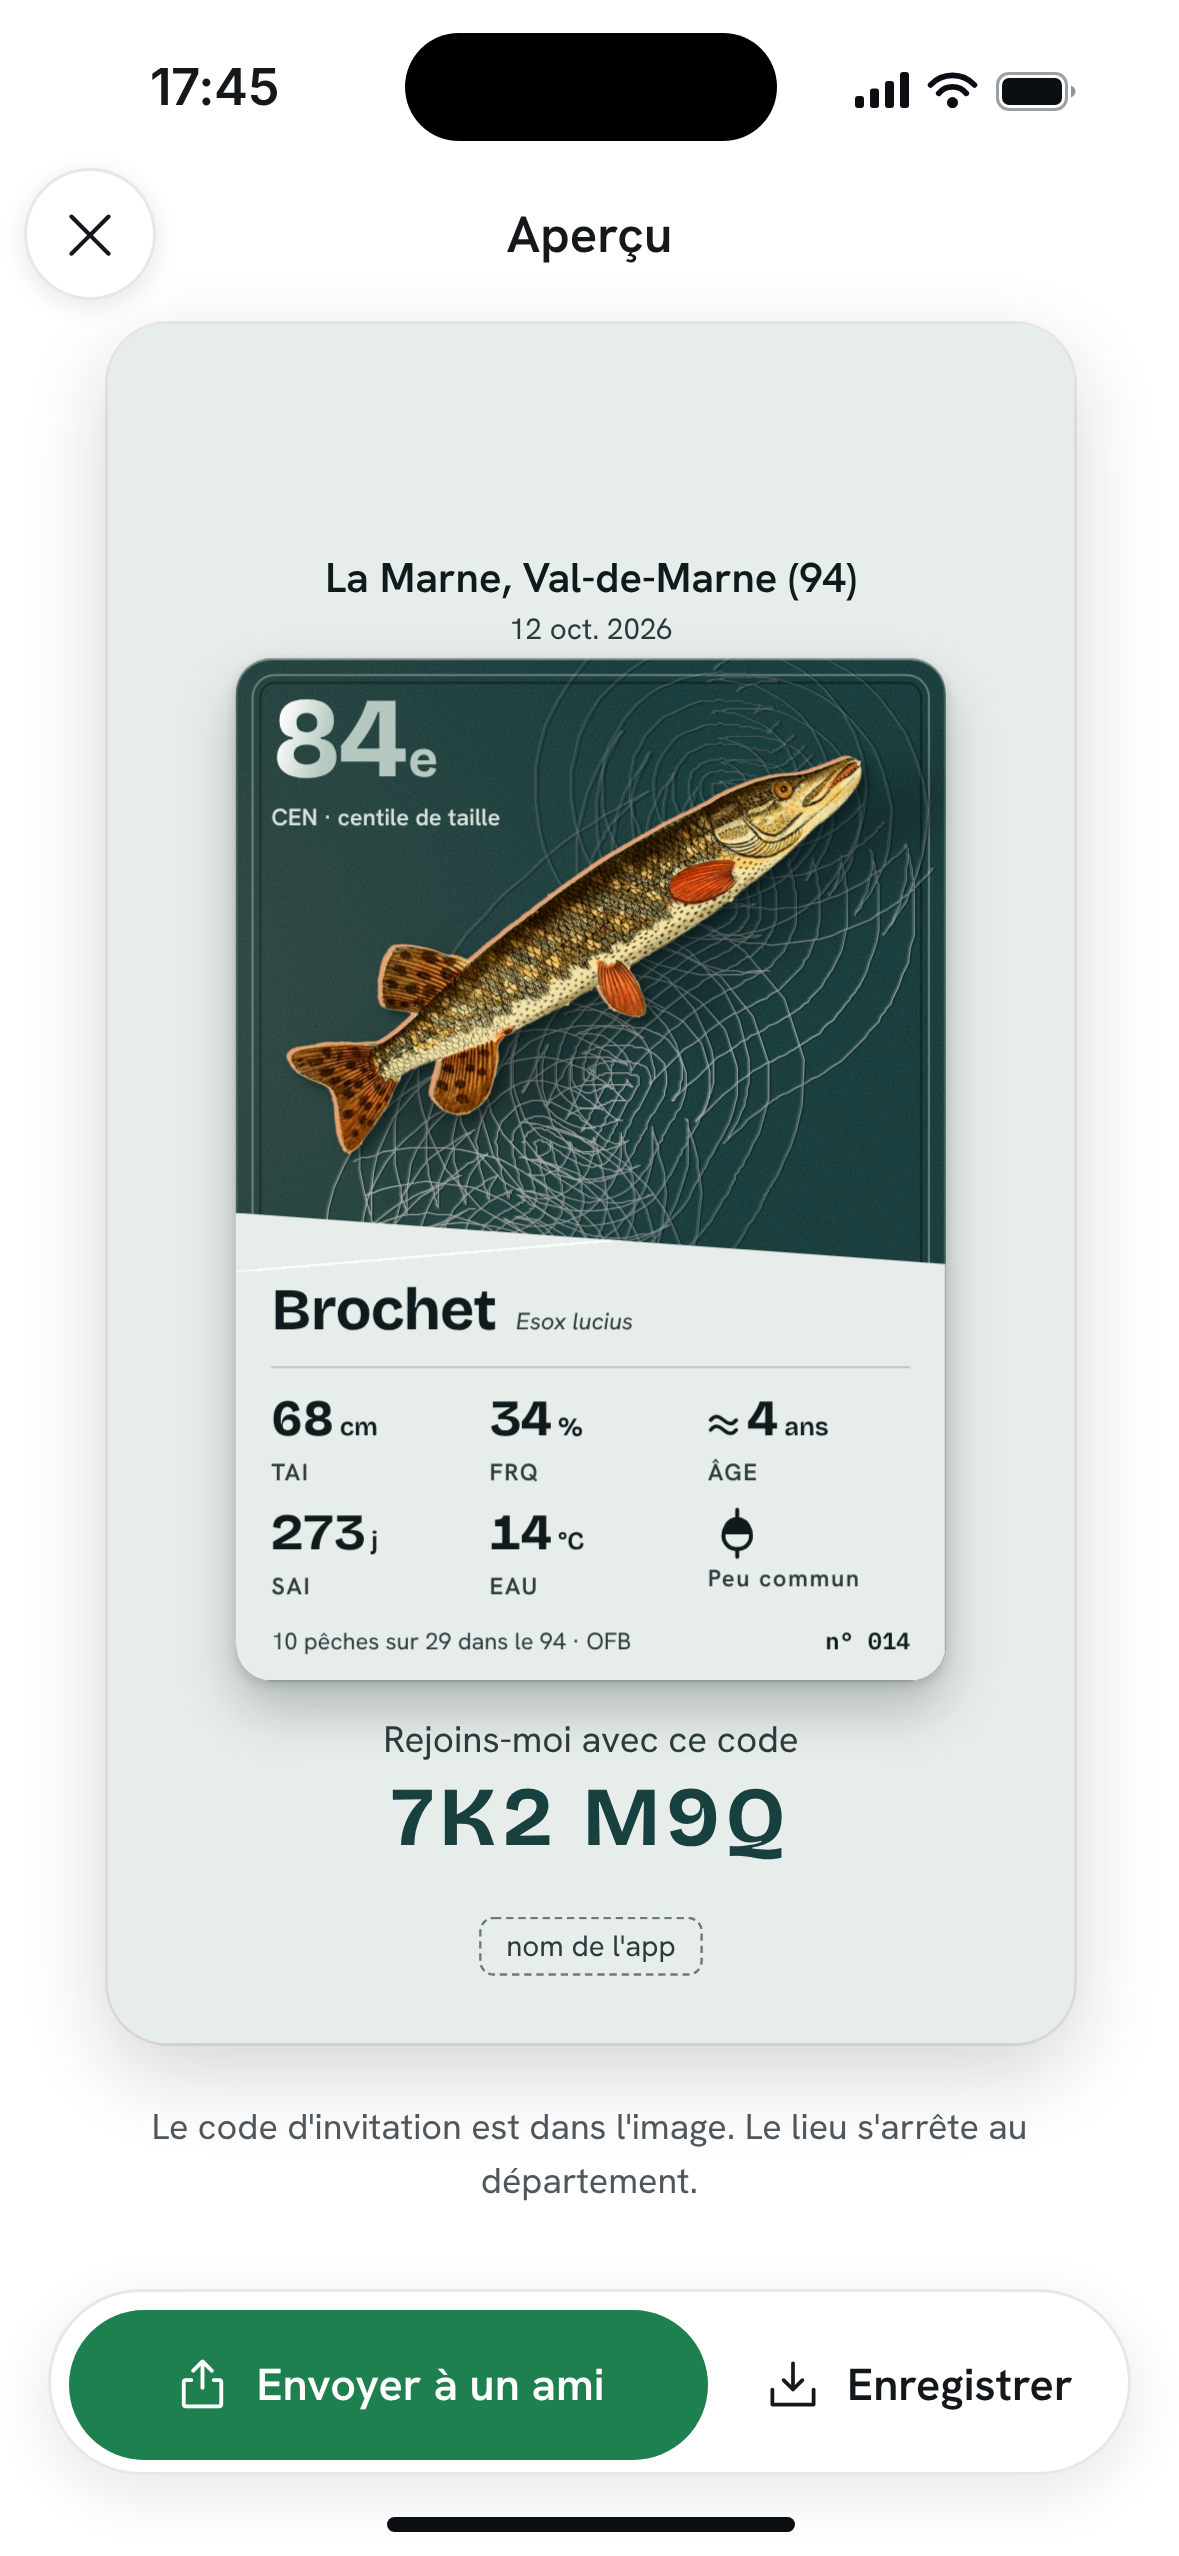 17:45
Aperçu
La Marne, Val-de-Marne (94)
12 oct. 2026
84e
CEN · centile de taille
Brochet Esox lucius
68 cm 34 % ≈ 4 ans
TAI FRQ ÂGE
273 j 14 °C
SAI EAU Peu commun
10 pêches sur 29 dans le 94 · OFB n° 014
Rejoins-moi avec ce code
7K2 M9Q
nom de l'app
Le code d'invitation est dans l'image. Le lieu s'arrête au
département.
Envoyer à un ami Enregistrer